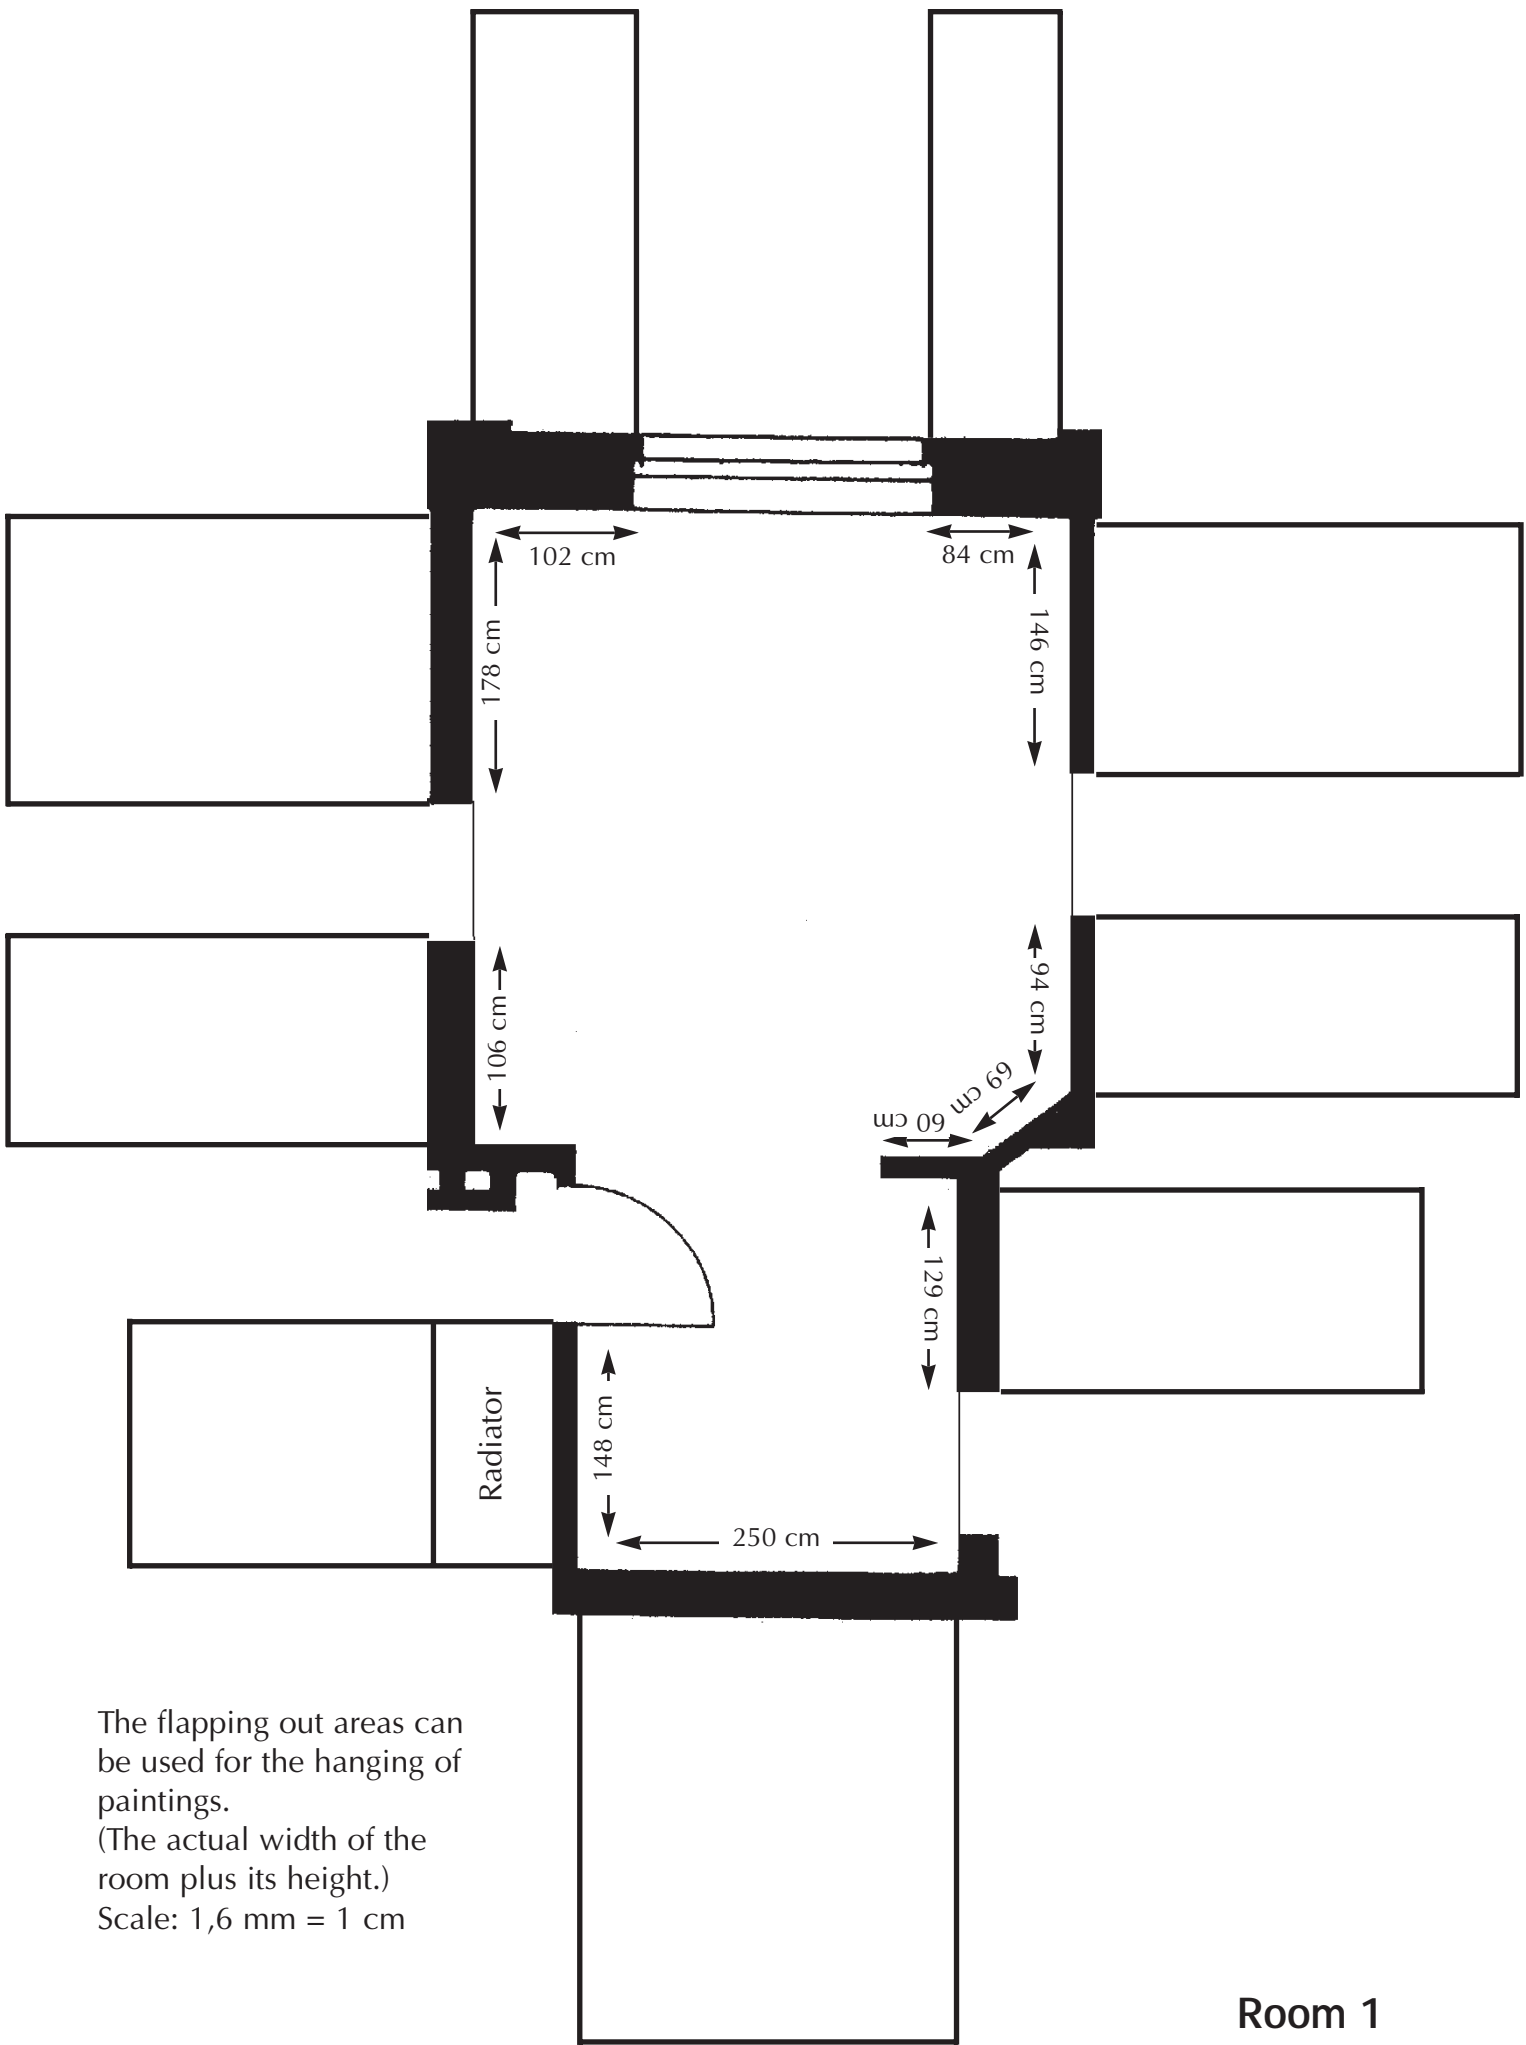 102 cm
84 cm
178 cm
146 cm
106 cm
94 cm
69 cm
60 cm
129 cm
148 cm
Radiator
250 cm
The flapping out areas can
be used for the hanging of
paintings.
(The actual width of the
room plus its height.)
Scale: 1,6 mm = 1 cm
Room 1